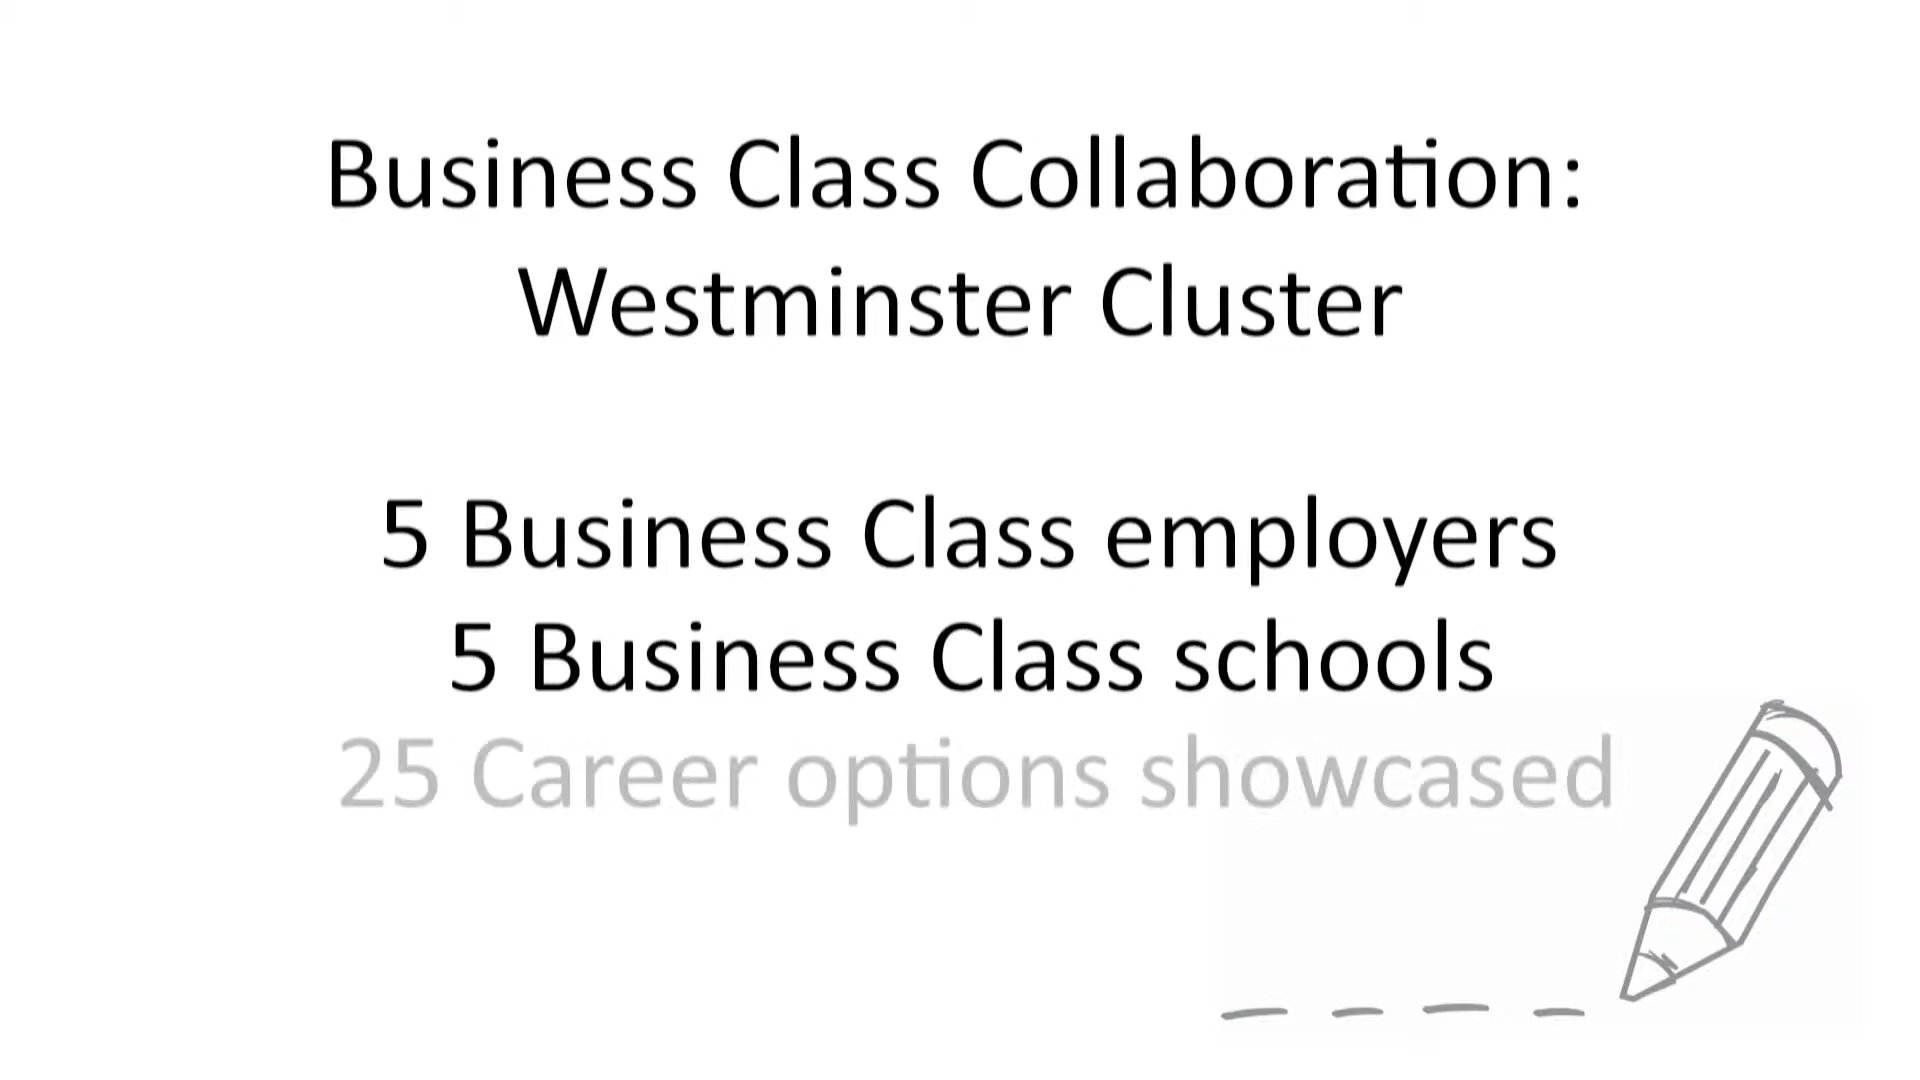 Business Class Collaboration:
Westminster Cluster
5 Business Class employers
5 Business Class schools
25 Career options showcased